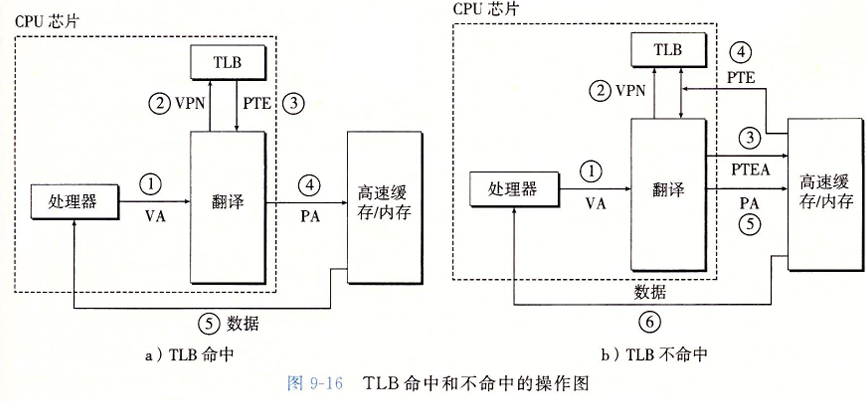 CPU 芯片
TLB
② VPN
PTE ③
处理器
①
VA
翻译
④
PA
高速缓
存/内存
⑤ 数据
a）TLB 命中
CPU 芯片
TLB
④
PTE
② VPN
处理器
①
VA
翻译
③
PTEA
PA
⑤
高速缓
存/内存
数据
⑥
b）TLB 不命中
图 9-16 TLB 命中和不命中的操作图